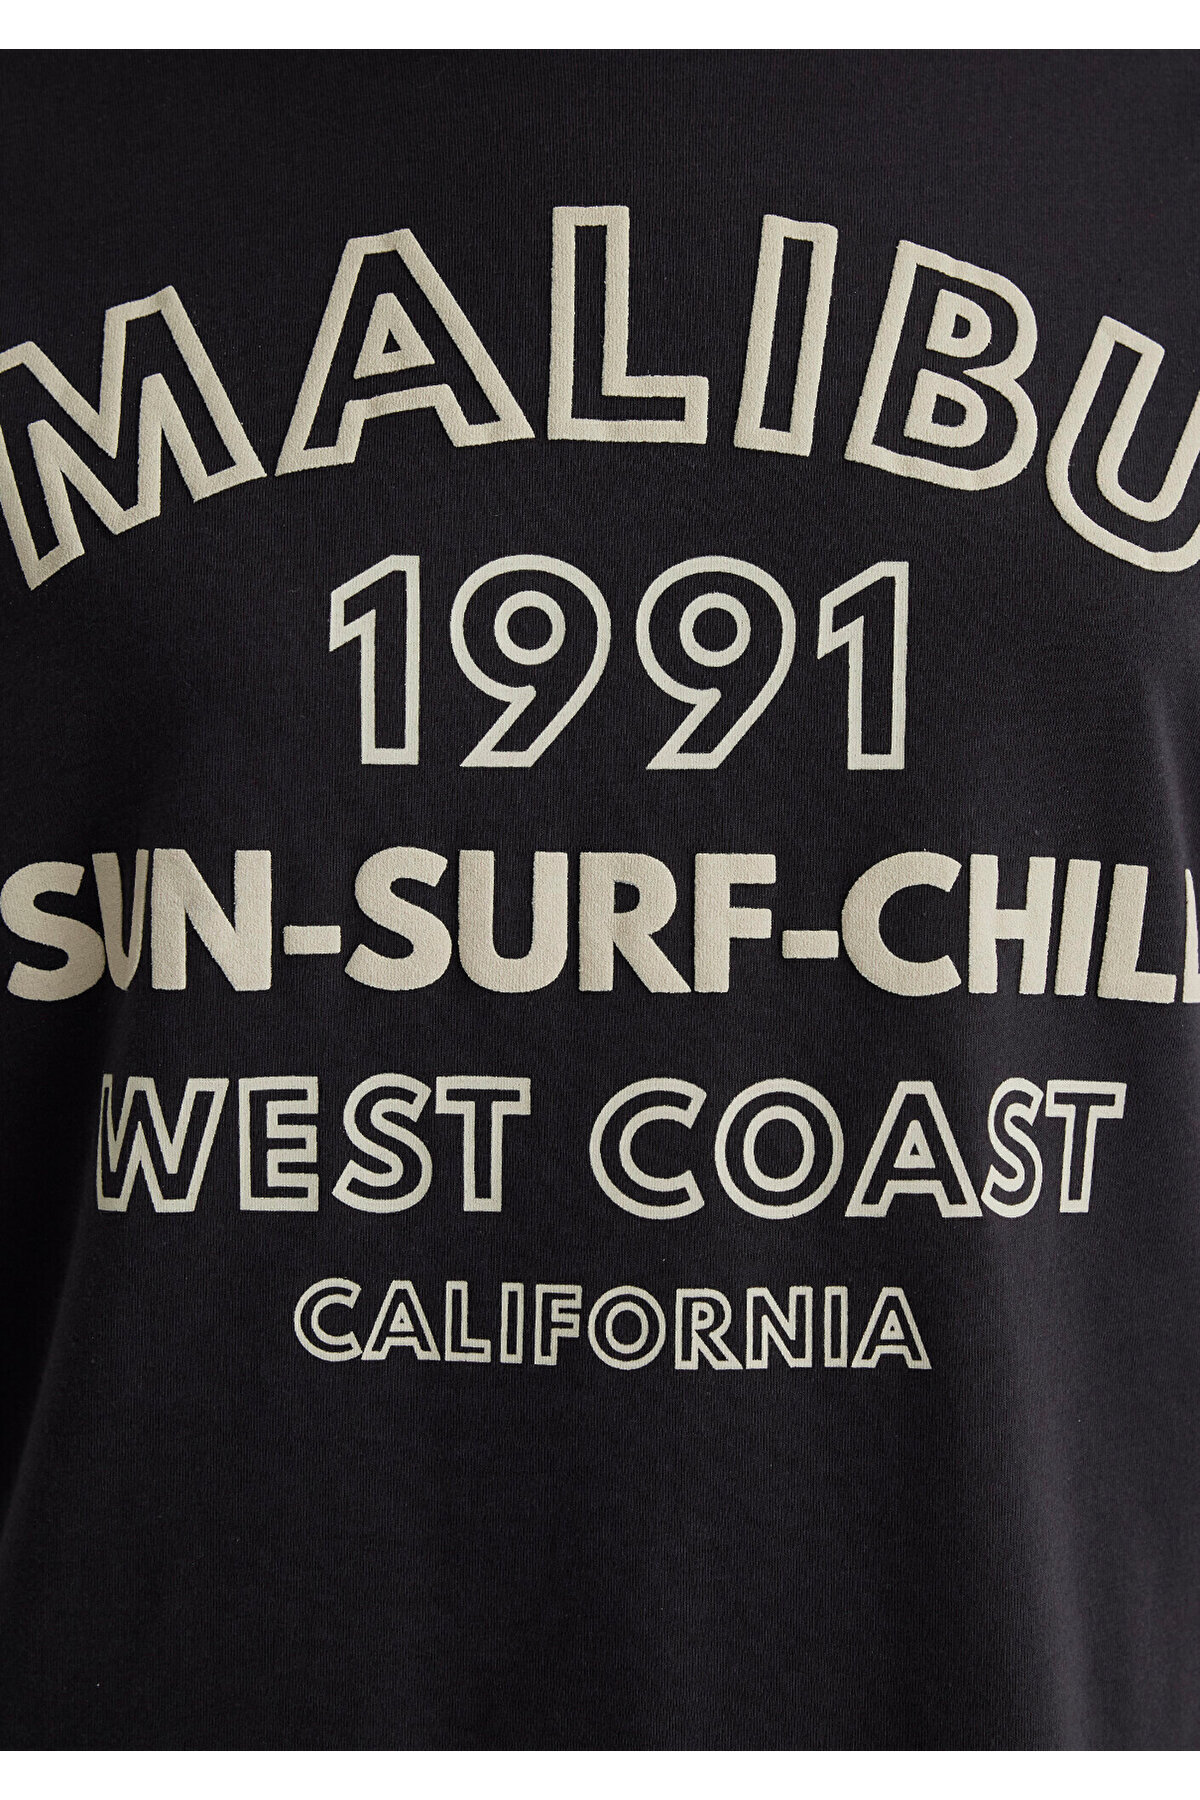 MALIBU
1991
SUN-SURF-CHILL
WEST COAST
CALIFORNIA